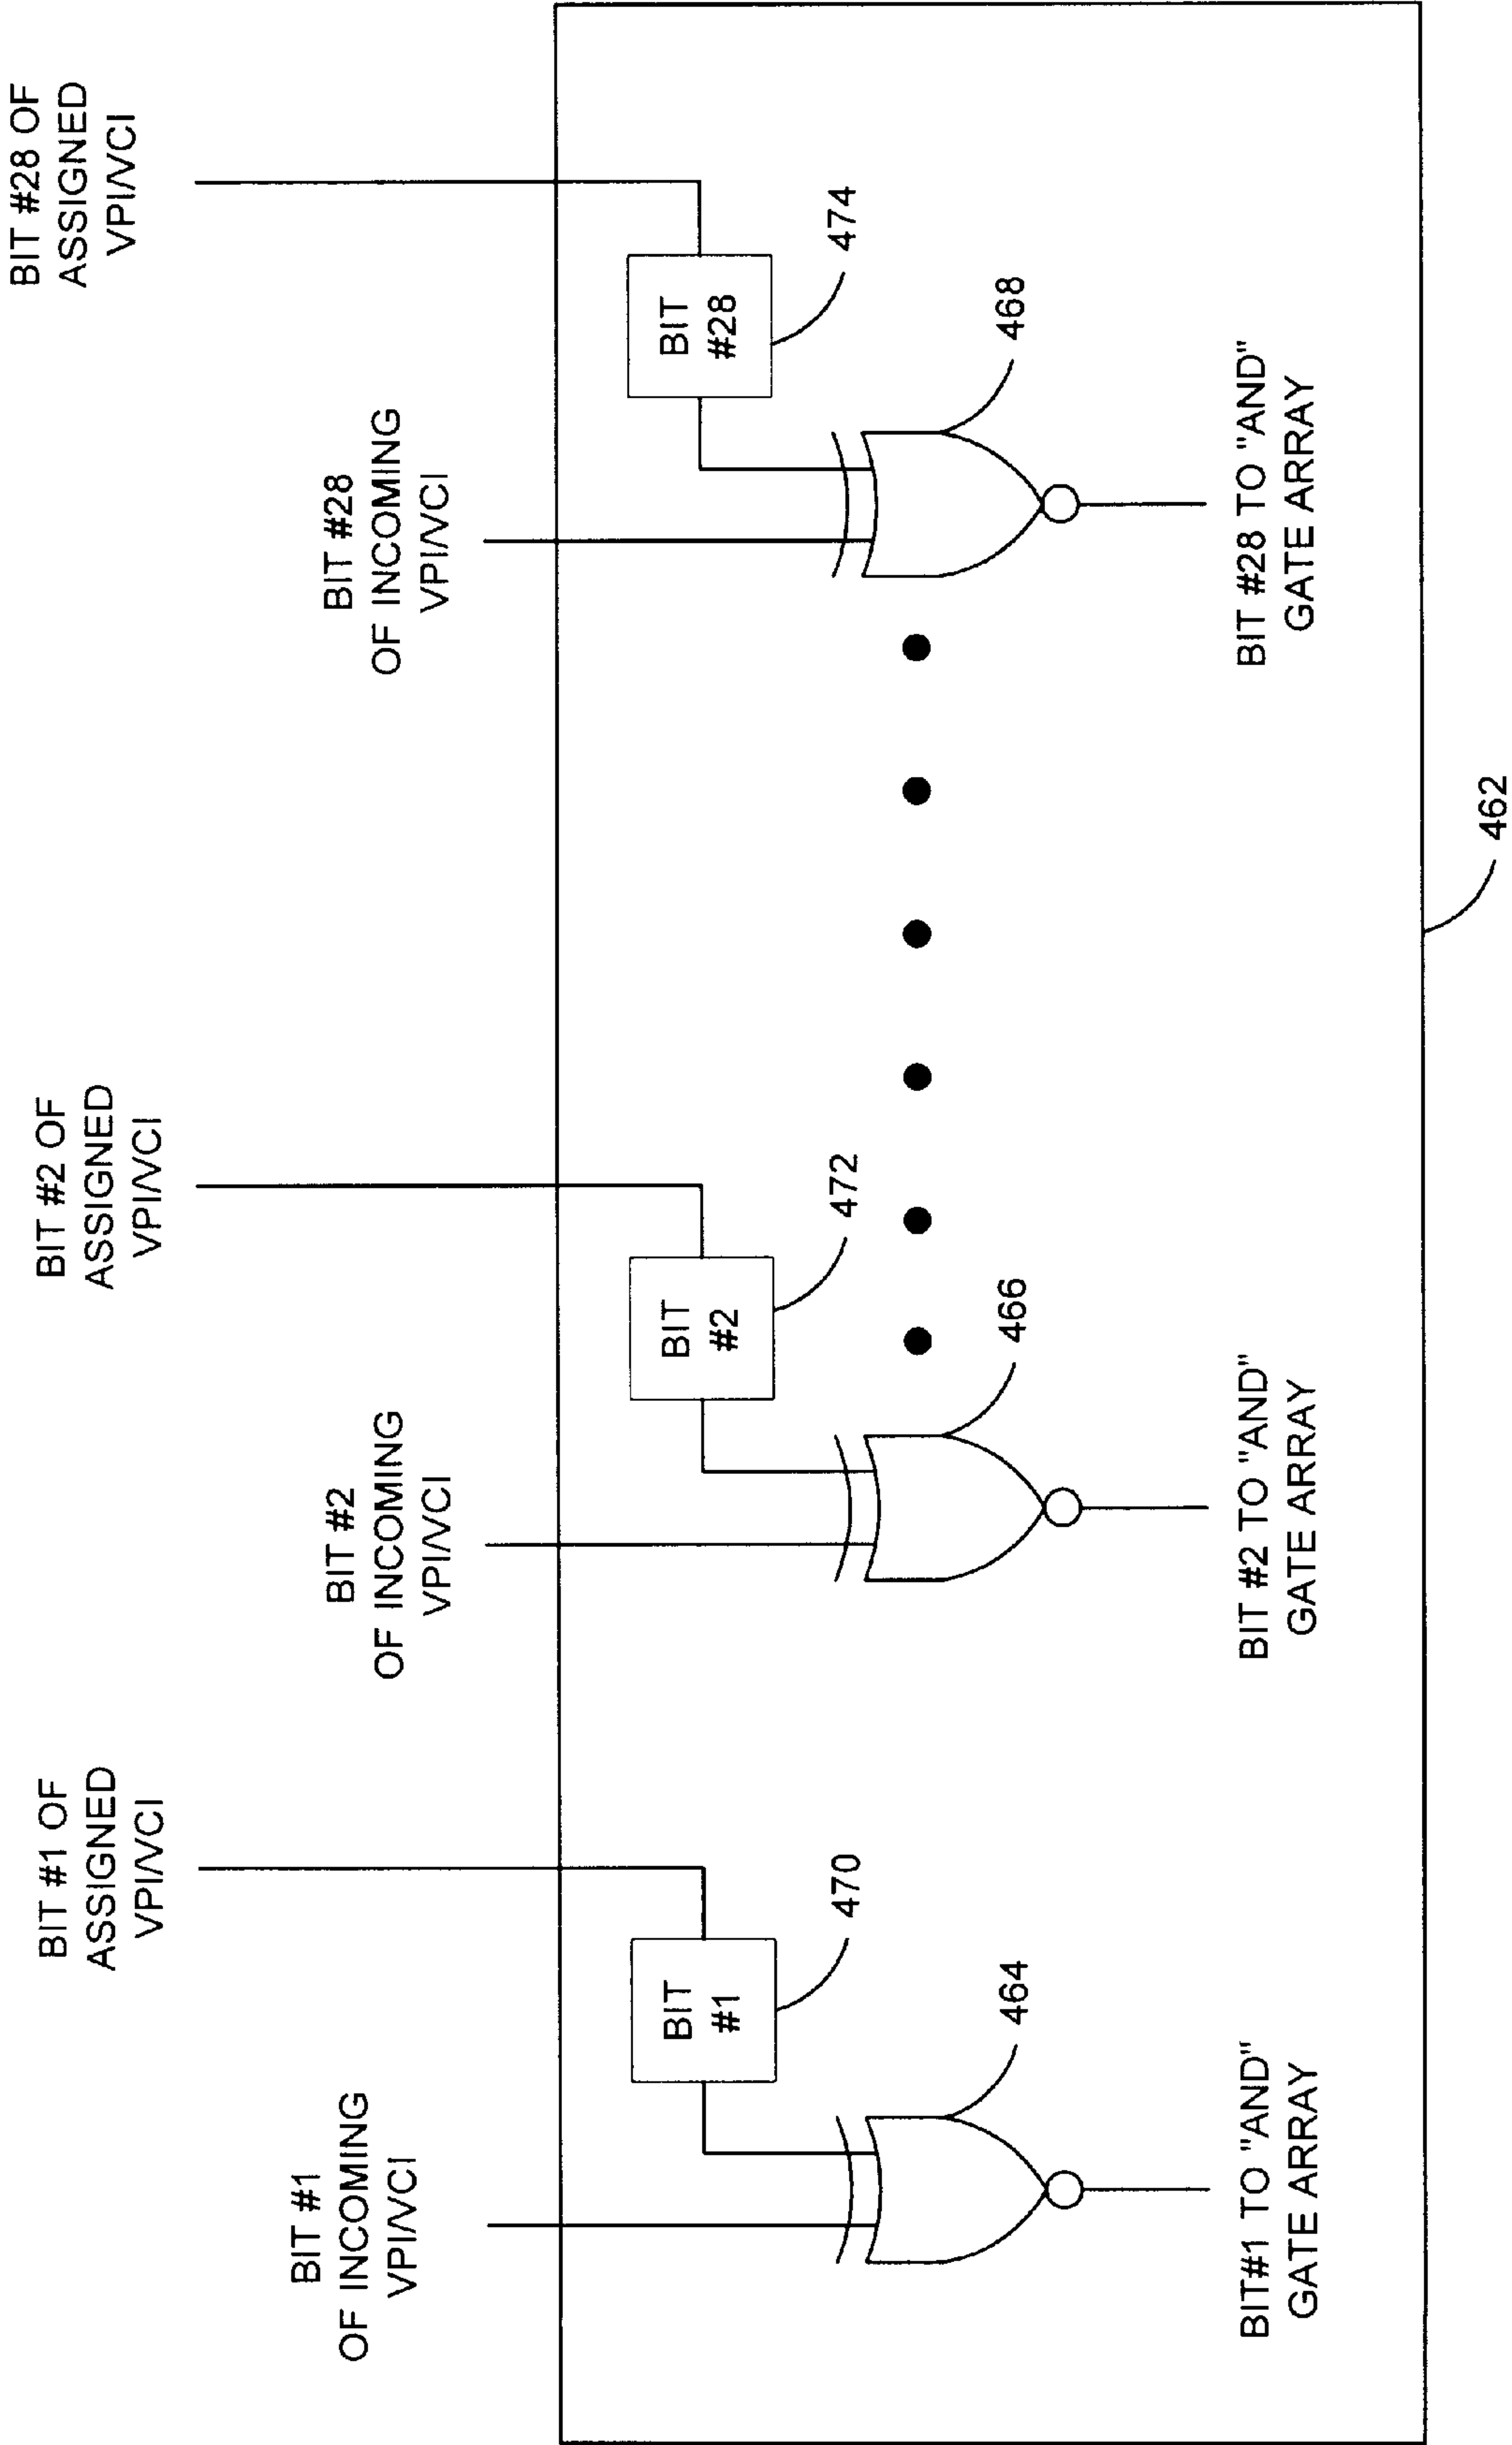 BIT #1 OF
ASSIGNED
VPI/VCI
BIT #2 OF
ASSIGNED
VPI/VCI
BIT #28 OF
ASSIGNED
VPI/VCI
BIT #1
OF INCOMING
VPI/VCI
BIT #2
OF INCOMING
VPI/VCI
BIT #28
OF INCOMING
VPI/VCI
BIT
#1
470
BIT
#2
472
BIT
#28
474
464
466
468
BIT#1 TO "AND"
GATE ARRAY
BIT #2 TO "AND"
GATE ARRAY
BIT #28 TO "AND"
GATE ARRAY
462